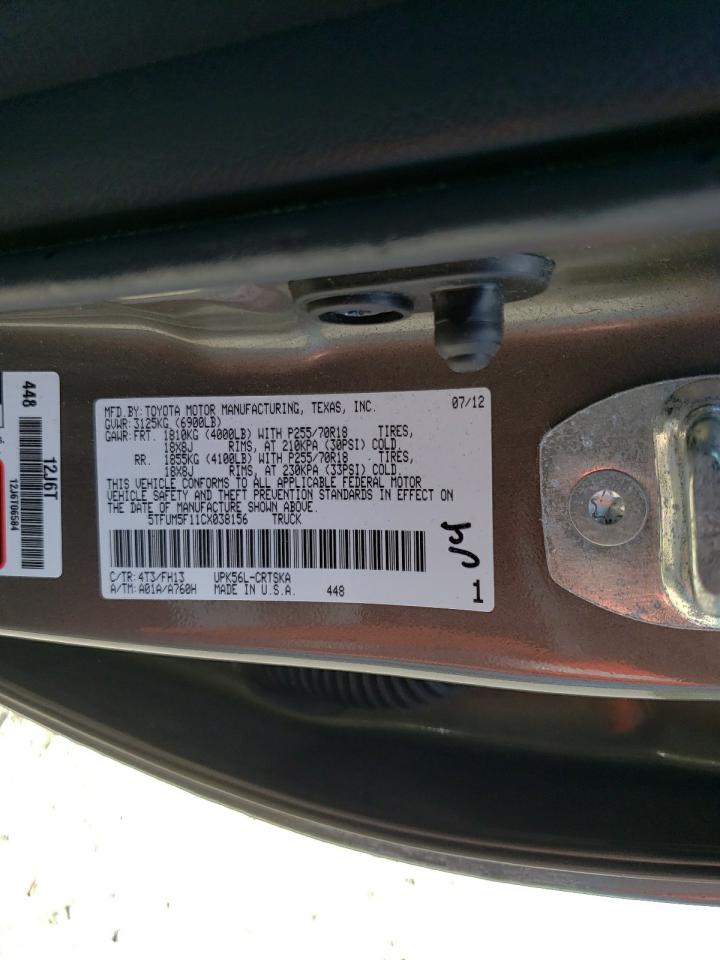 MFD.BY: TOYOTA MOTOR MANUFACTURING, TEXAS, INC. 07/12
GVWR: 3125KG (6900LB)
GAWR: FRT. 1810KG (4000LB) WITH P255/70R18 TIRES,
18X8J RIMS, AT 210KPA (30PSI) COLD.
RR. 1855KG (4100LB) WITH P255/70R18 TIRES,
18X8J RIMS, AT 230KPA (33PSI) COLD.
THIS VEHICLE CONFORMS TO ALL APPLICABLE FEDERAL MOTOR
VEHICLE SAFETY AND THEFT PREVENTION STANDARDS IN EFFECT ON
THE DATE OF MANUFACTURE SHOWN ABOVE.
5TFUM5F11CX038156 TRUCK
C/TR: 4T3/FH13 UPK56L-CRTSKA
A/TM: A01A/A760H MADE IN U.S.A. 448
1
448
12J6T
12J6T06584